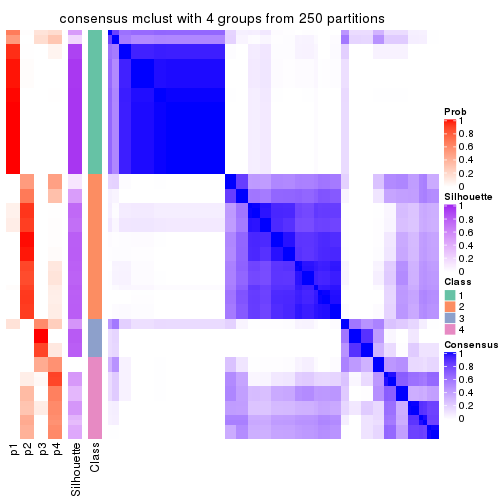 consensus mclust with 4 groups from 250 partitions
Prob
1
0.8
0.6
0.4
0.2
0
Silhouette
1
0.8
0.6
0.4
0.2
0
Class
1
2
3
4
Consensus
1
0.8
0.6
0.4
0.2
0
p1
p2
p3
p4
Silhouette
Class